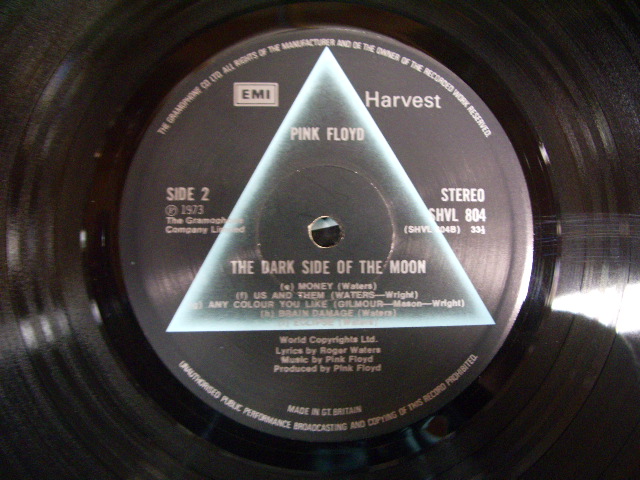 THE GRAMOPHONE CO LTD. ALL RIGHTS OF THE MANUFACTURER AND OF THE OWNER OF THE RECORDED WORK RESERVED.
EMI
Harvest
PINK FLOYD
SIDE 2
STEREO
℗ 1973
SHVL 804
The Gramophone
Company Limited
(SHVL 804B) 33⅓
THE DARK SIDE OF THE MOON
(e) MONEY (Waters)
(f) US AND THEM (WATERS—Wright)
(g) ANY COLOUR YOU LIKE (GILMOUR—Mason—Wright)
(h) BRAIN DAMAGE (Waters)
World Copyrights Ltd.
Lyrics by Roger Waters
Music by Pink Floyd
Produced by Pink Floyd
MADE IN GT. BRITAIN
UNAUTHORISED PUBLIC PERFORMANCE BROADCASTING AND COPYING OF THIS RECORD PROHIBITED.